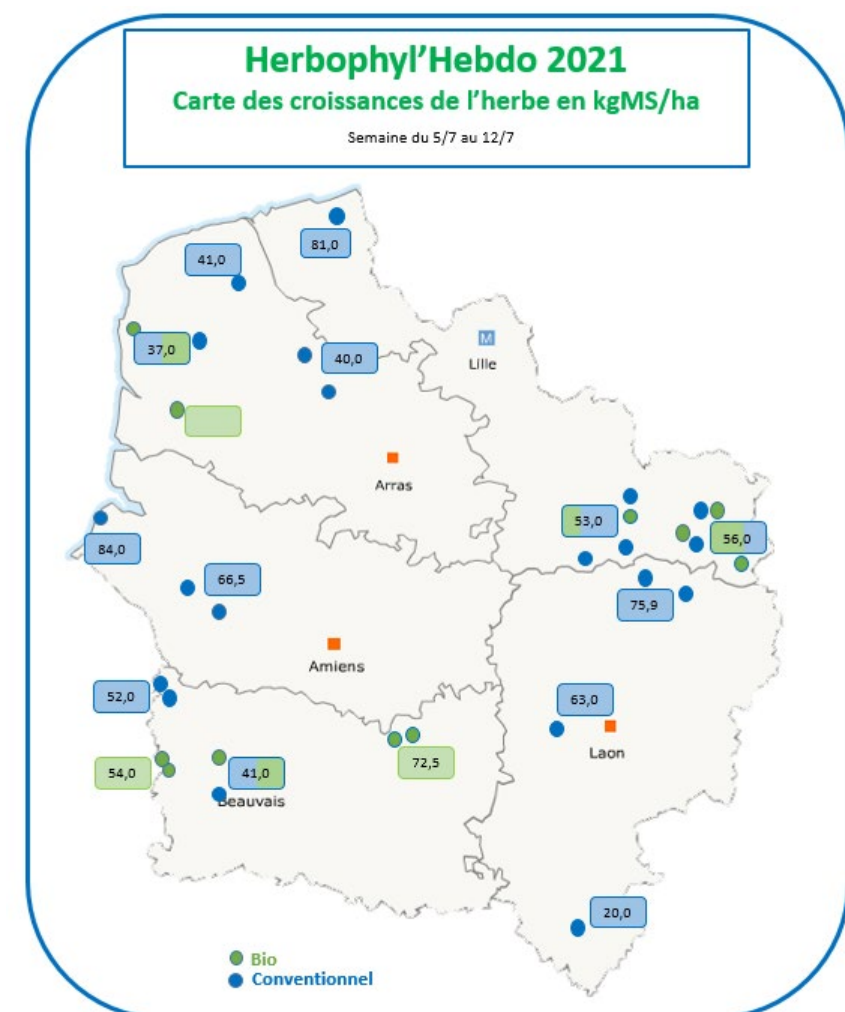 Herbophyl'Hebdo 2021
Carte des croissances de l'herbe en kgMS/ha
Semaine du 5/7 au 12/7
81,0
41,0
37,0
40,0
M
Lille
Arras
53,0
56,0
84,0
66,5
75,9
Amiens
52,0
63,0
Laon
54,0
41,0
72,5
Beauvais
20,0
Bio
Conventionnel